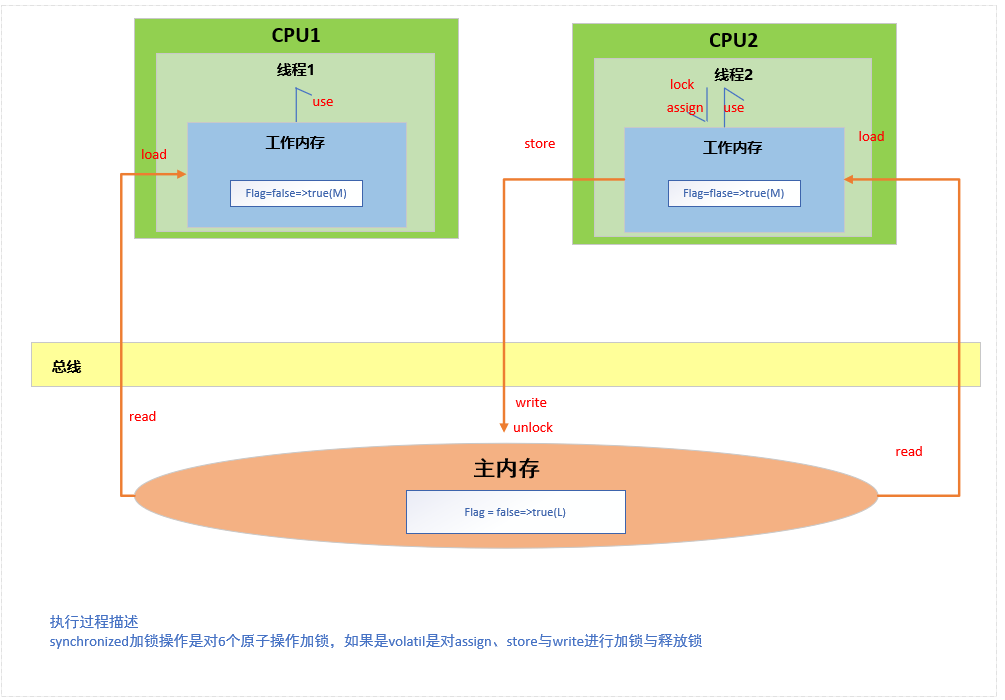 CPU1
线程1
use
工作内存
load
Flag=false=>true(M)
CPU2
线程2
lock
assign
use
store
工作内存
load
Flag=flase=>true(M)
总线
read
write
unlock
read
主内存
Flag = false=>true(L)
执行过程描述
synchronized加锁操作是对6个原子操作加锁，如果是volatil是对assign、store与write进行加锁与释放锁